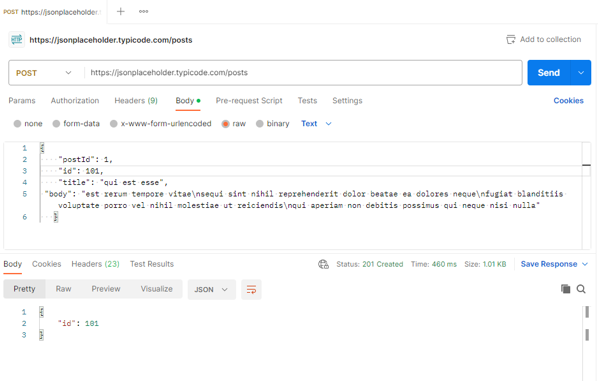 POST https://jsonplaceholder.t
https://jsonplaceholder.typicode.com/posts
Add to collection
POST https://jsonplaceholder.typicode.com/posts Send
Params Authorization Headers (9) Body Pre-request Script Tests Settings Cookies
none form-data x-www-form-urlencoded raw binary Text
1 {
2 "postId": 1,
3 "id": 101,
4 "title": "qui est esse",
5 "body": "est rerum tempore vitae\nsequi sint nihil reprehenderit dolor beatae ea dolores neque\nfugiat blanditiis
voluptate porro vel nihil molestiae ut reiciendis\nqui aperiam non debitis possimus qui neque nisi nulla"
6 }
Body Cookies Headers (23) Test Results Status: 201 Created Time: 460 ms Size: 1.01 KB Save Response
Pretty Raw Preview Visualize JSON
1 {
2 "id": 101
3 }